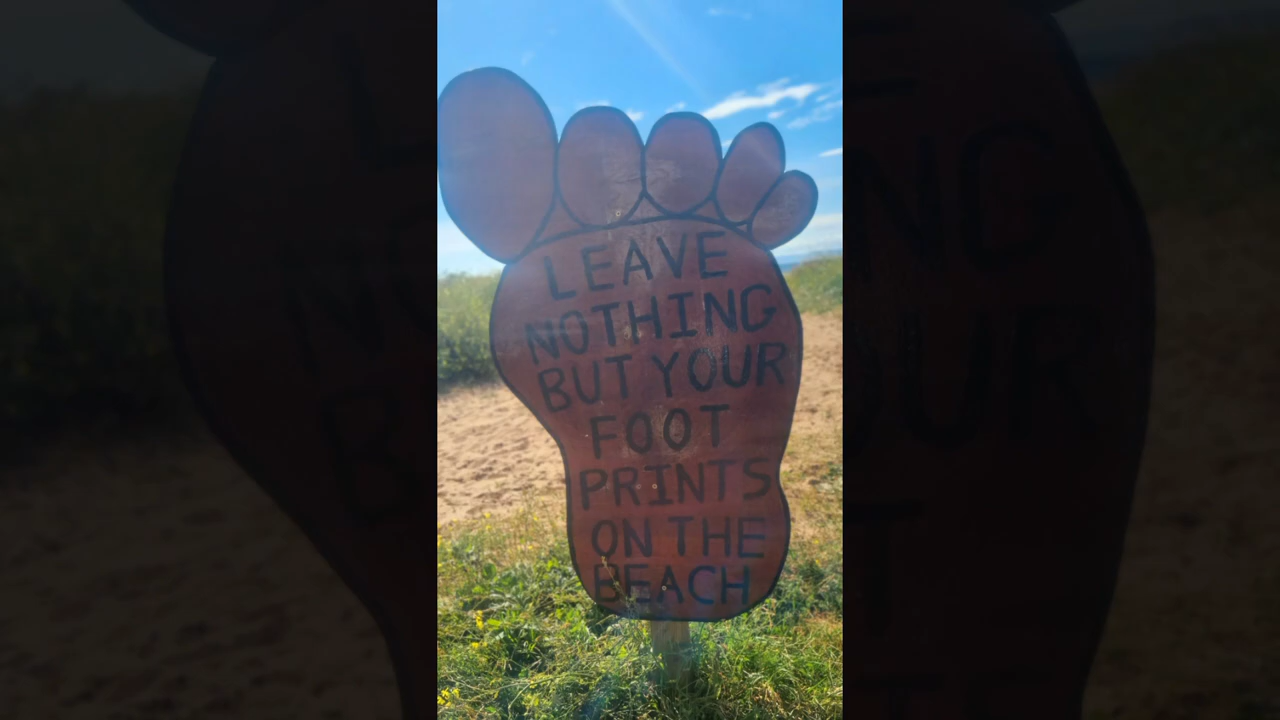 LEAVE
NOTHING
BUT YOUR
FOOT
PRINTS
ON THE
BEACH